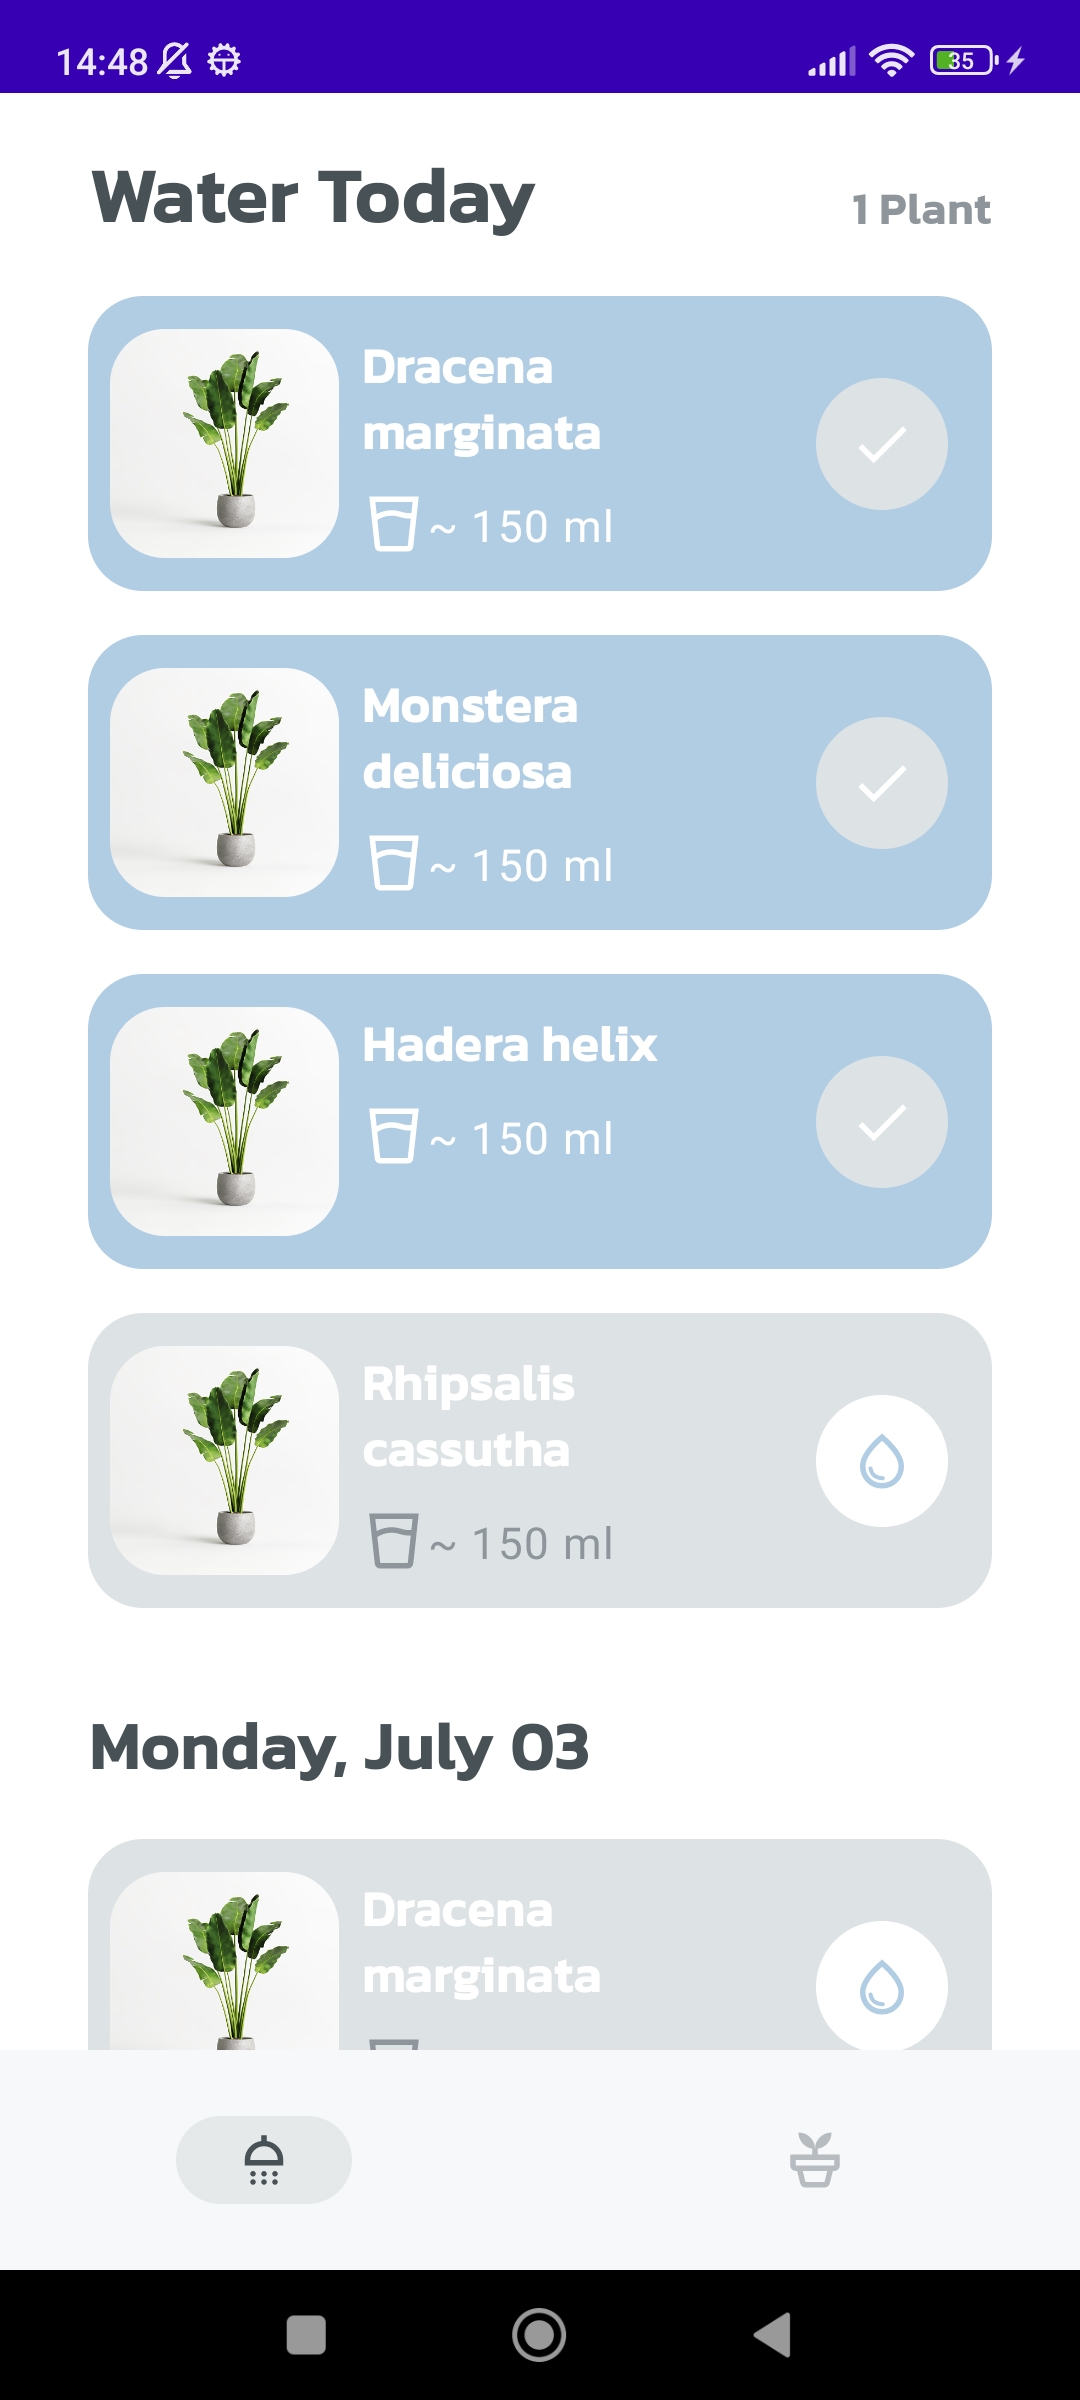 14:48
35
Water Today
1 Plant
Dracena
marginata
~ 150 ml
Monstera
deliciosa
~ 150 ml
Hadera helix
~ 150 ml
Rhipsalis
cassutha
~ 150 ml
Monday, July 03
Dracena
marginata